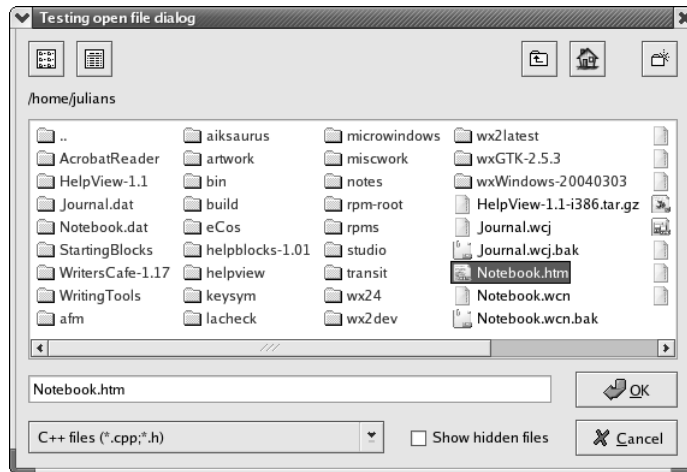 Testing open file dialog
/home/julians
.. aiksaurus microwindows wx2latest
AcrobatReader artwork miscwork wxGTK-2.5.3
HelpView-1.1 bin notes wxWindows-20040303
Journal.dat build rpm-root HelpView-1.1-i386.tar.gz
Notebook.dat eCos rpms Journal.wcj
StartingBlocks helpblocks-1.01 studio Journal.wcj.bak
WritersCafe-1.17 helpview transit Notebook.htm
WritingTools keysym wx24 Notebook.wcn
afm lacheck wx2dev Notebook.wcn.bak
Notebook.htm OK
C++ files (*.cpp;*.h) Show hidden files Cancel